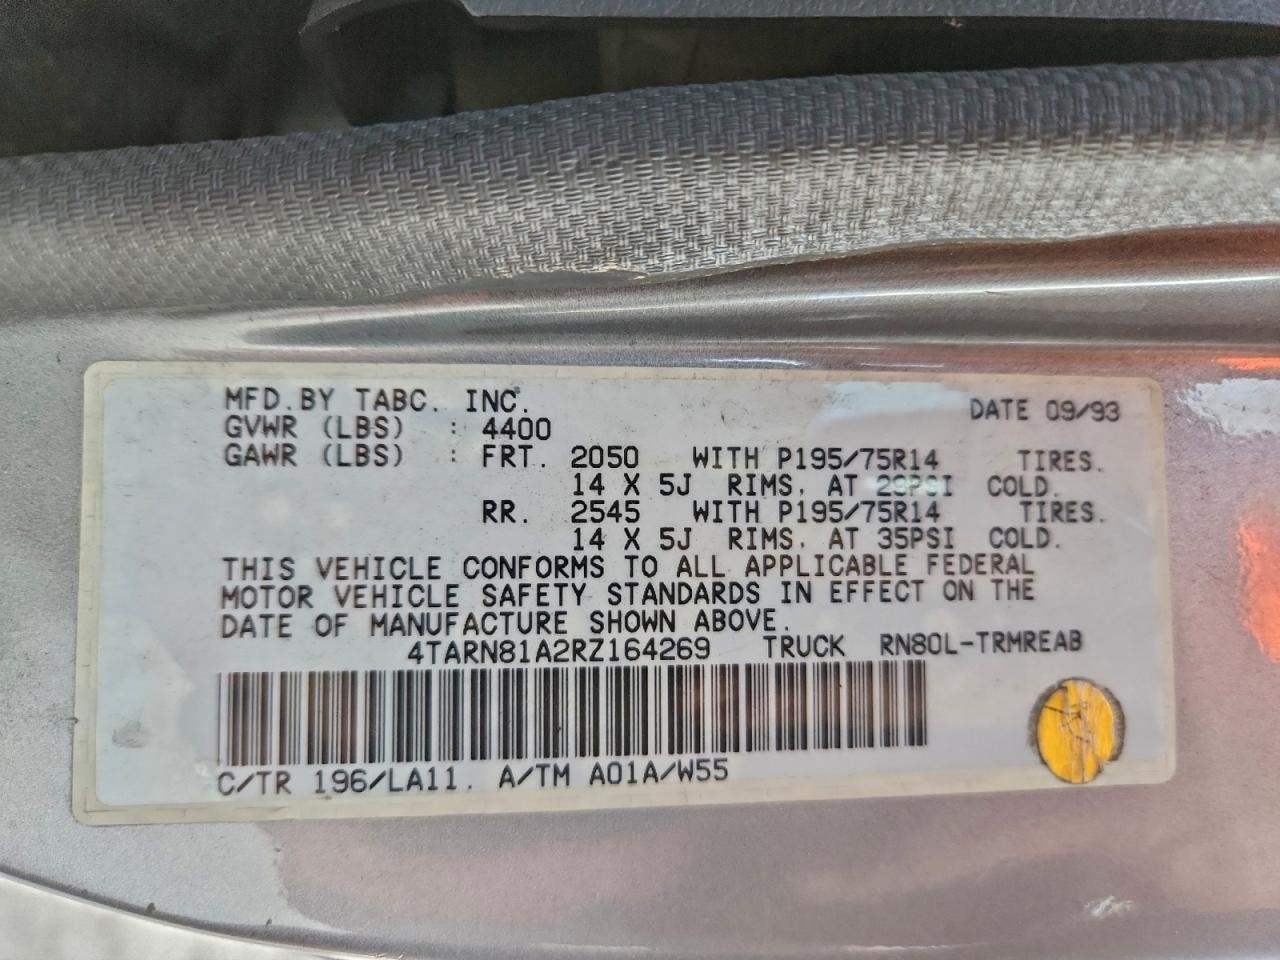 MFD.BY TABC. INC. DATE 09/93
GVWR (LBS) : 4400
GAWR (LBS) : FRT. 2050 WITH P195/75R14 TIRES.
14 X 5J RIMS, AT 29PSI COLD.
RR. 2545 WITH P195/75R14 TIRES.
14 X 5J RIMS, AT 35PSI COLD.
THIS VEHICLE CONFORMS TO ALL APPLICABLE FEDERAL
MOTOR VEHICLE SAFETY STANDARDS IN EFFECT ON THE
DATE OF MANUFACTURE SHOWN ABOVE.
4TARN81A2RZ164269 TRUCK RN80L-TRMREAB
C/TR 196/LA11. A/TM A01A/W55